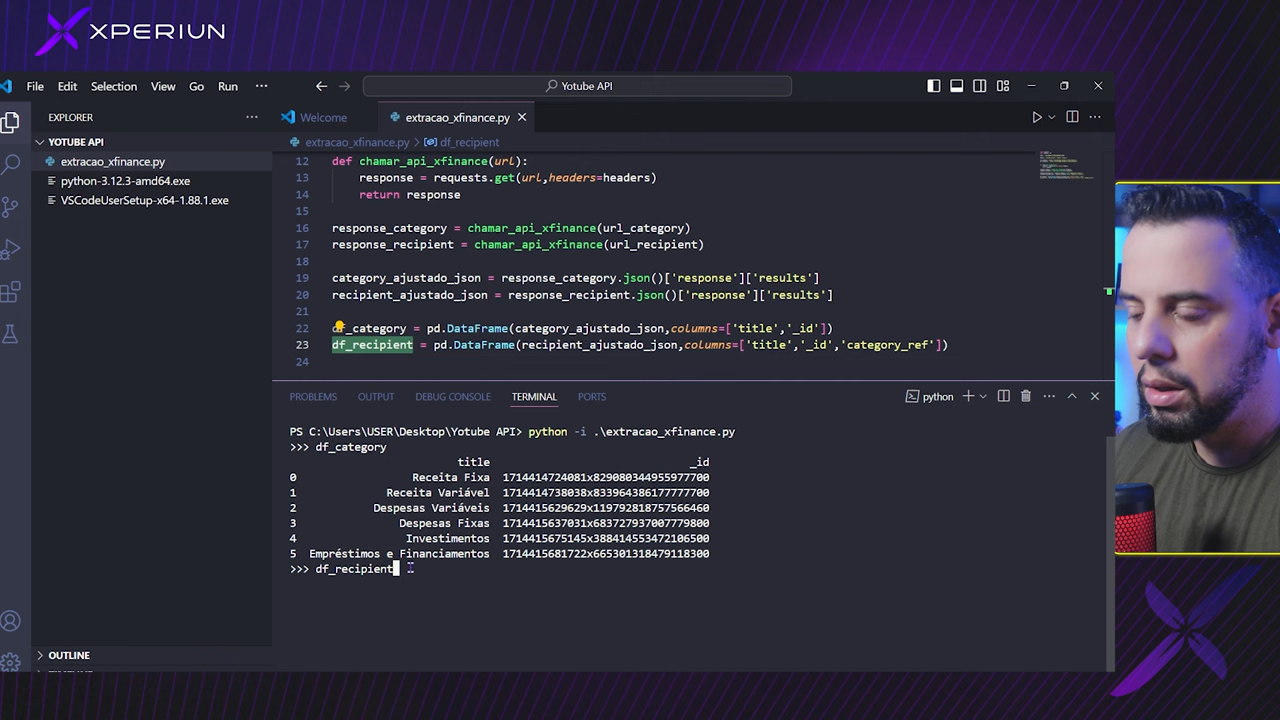 XPERIUN
File Edit Selection View Go Run ... Yotube API
EXPLORER ... Welcome extracao_xfinance.py
YOTUBE API
extracao_xfinance.py > df_recipient
extracao_xfinance.py
python-3.12.3-amd64.exe
VSCodeUserSetup-x64-1.88.1.exe
12 def chamar_api_xfinance(url):
13 response = requests.get(url,headers=headers)
14 return response
15
16 response_category = chamar_api_xfinance(url_category)
17 response_recipient = chamar_api_xfinance(url_recipient)
18
19 category_ajustado_json = response_category.json()['response']['results']
20 recipient_ajustado_json = response_recipient.json()['response']['results']
21
22 df_category = pd.DataFrame(category_ajustado_json,columns=['title','_id'])
23 df_recipient = pd.DataFrame(recipient_ajustado_json,columns=['title','_id','category_ref'])
24
PROBLEMS OUTPUT DEBUG CONSOLE TERMINAL PORTS python
PS C:\Users\USER\Desktop\Yotube API> python -i .\extracao_xfinance.py
>>> df_category
title _id
0 Receita Fixa 1714414724081x829080344955977700
1 Receita Variável 1714414738038x833964386177777700
2 Despesas Variáveis 1714415629629x119792818757566460
3 Despesas Fixas 1714415637031x683727937007779800
4 Investimentos 1714415675145x388414553472106500
5 Empréstimos e Financiamentos 1714415681722x665301318479118300
>>> df_recipient
OUTLINE